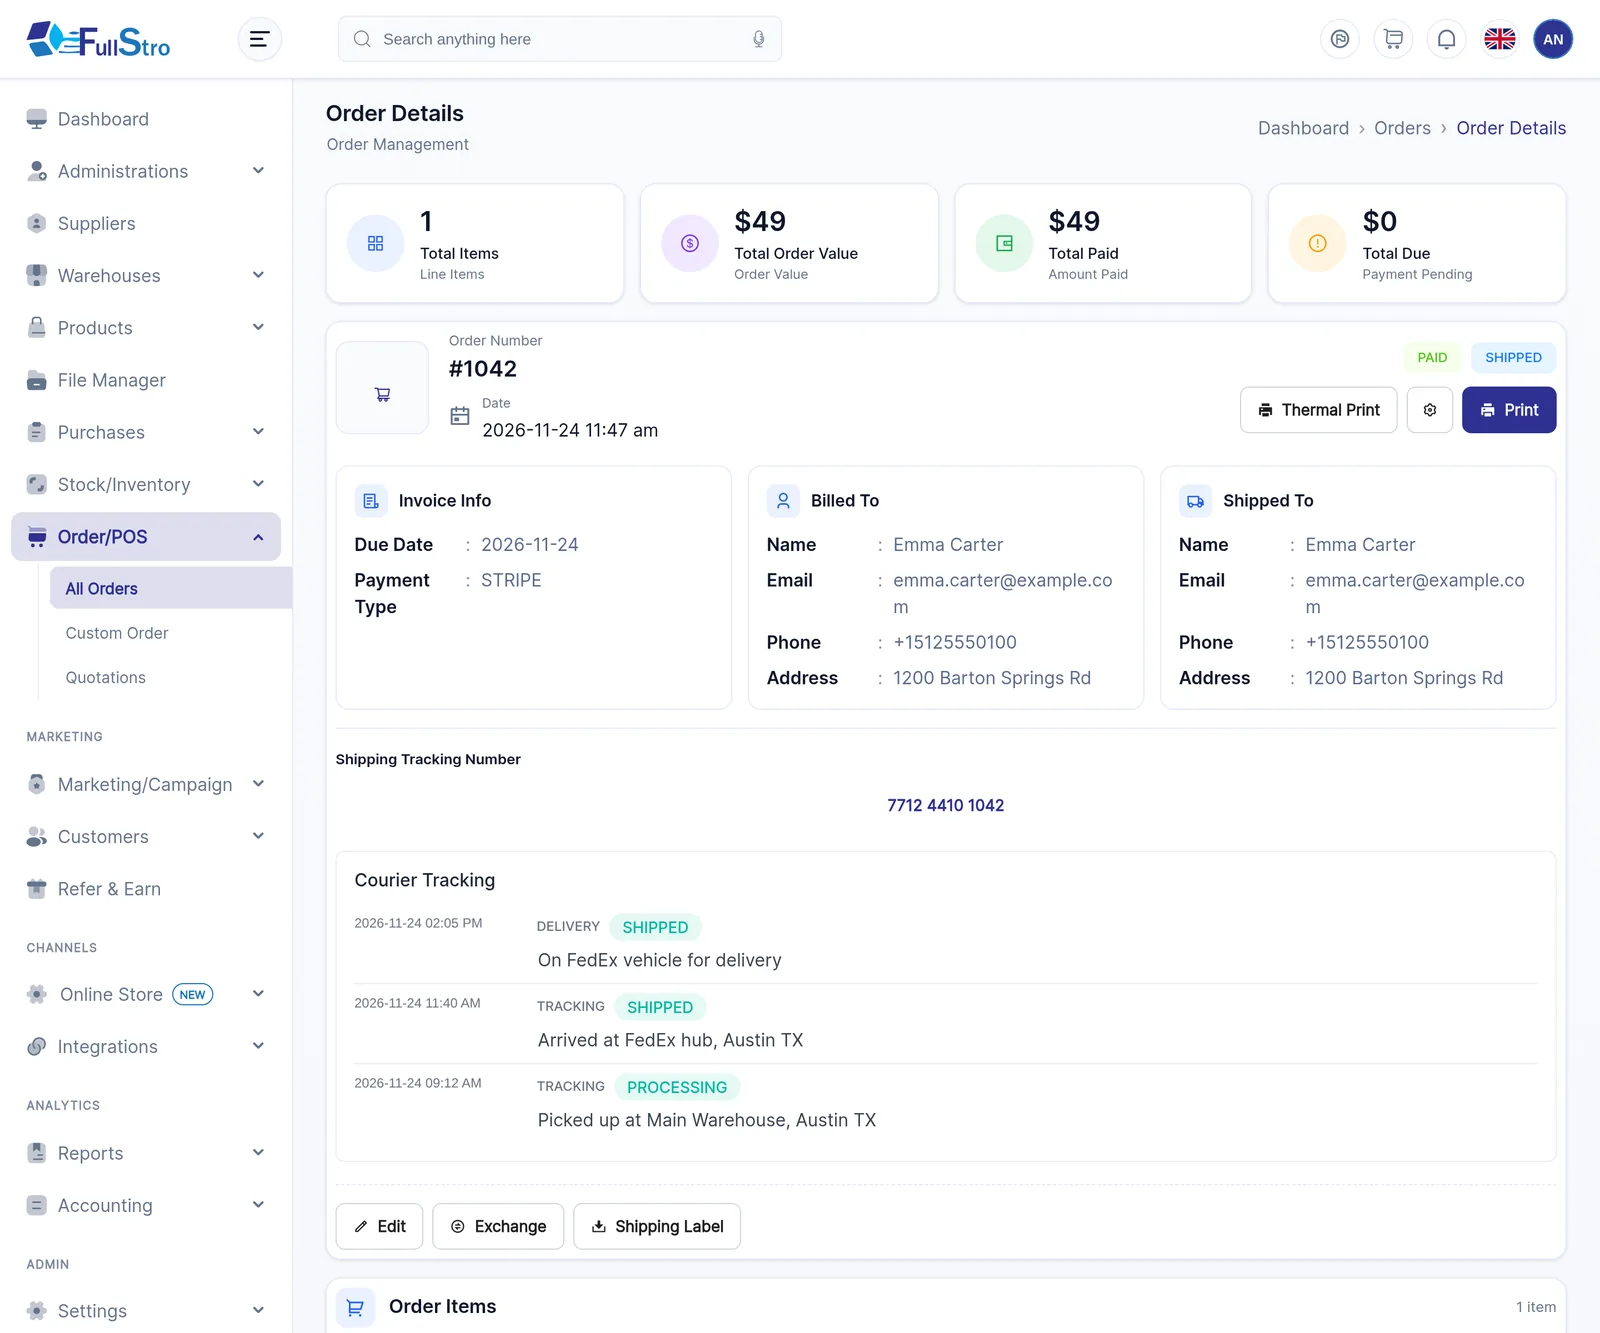 FullStro
Search anything here
AN
Dashboard
Administrations
Suppliers
Warehouses
Products
File Manager
Purchases
Stock/Inventory
Order/POS
All Orders
Custom Order
Quotations
MARKETING
Marketing/Campaign
Customers
Refer & Earn
CHANNELS
Online Store NEW
Integrations
ANALYTICS
Reports
Accounting
ADMIN
Settings
Order Details
Order Management
Dashboard › Orders › Order Details
1
Total Items
Line Items
$49
Total Order Value
Order Value
$49
Total Paid
Amount Paid
$0
Total Due
Payment Pending
Order Number
#1042
Date
2026-11-24 11:47 am
PAID SHIPPED
Thermal Print
Print
Invoice Info
Due Date : 2026-11-24
Payment : STRIPE
Type
Billed To
Name : Emma Carter
Email : emma.carter@example.co
m
Phone : +15125550100
Address : 1200 Barton Springs Rd
Shipped To
Name : Emma Carter
Email : emma.carter@example.co
m
Phone : +15125550100
Address : 1200 Barton Springs Rd
Shipping Tracking Number
7712 4410 1042
Courier Tracking
2026-11-24 02:05 PM DELIVERY SHIPPED
On FedEx vehicle for delivery
2026-11-24 11:40 AM TRACKING SHIPPED
Arrived at FedEx hub, Austin TX
2026-11-24 09:12 AM TRACKING PROCESSING
Picked up at Main Warehouse, Austin TX
Edit
Exchange
Shipping Label
Order Items
1 item